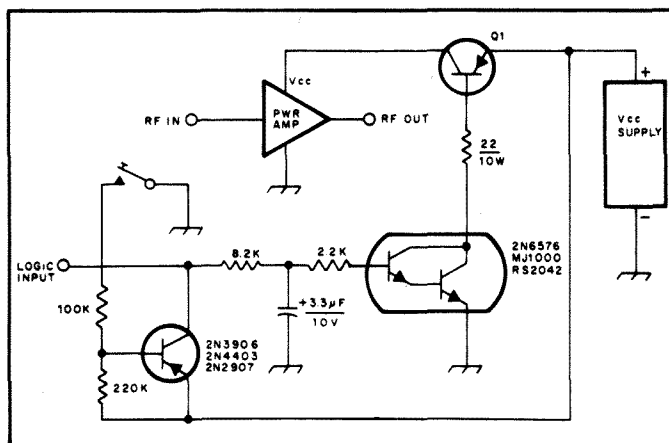 Q1
Vcc
RF IN
PWR
AMP
RF OUT
+
Vcc
SUPPLY
-
22
10W
8.2K
2.2K
2N6576
MJ1000
RS2042
LOGIC
INPUT
100K
+3.3µF
10V
2N3906
2N4403
2N2907
220K